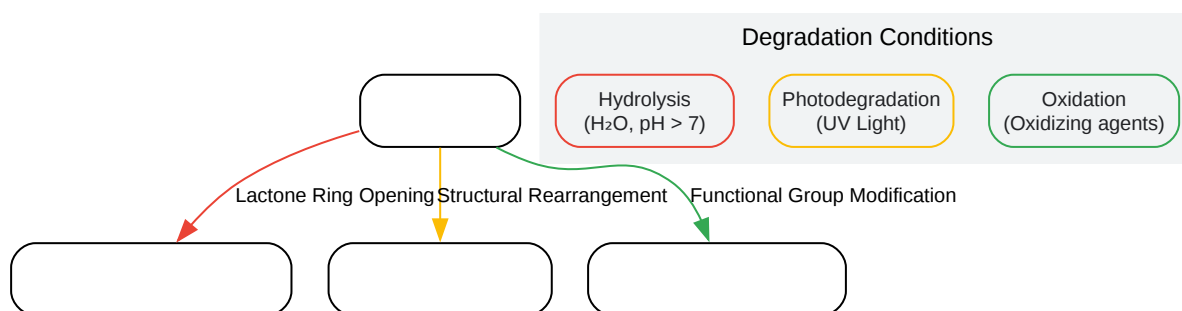 Degradation Conditions
Hydrolysis
(H₂O, pH > 7)
Photodegradation
(UV Light)
Oxidation
(Oxidizing agents)
Lactone Ring Opening
Structural Rearrangement
Functional Group Modification